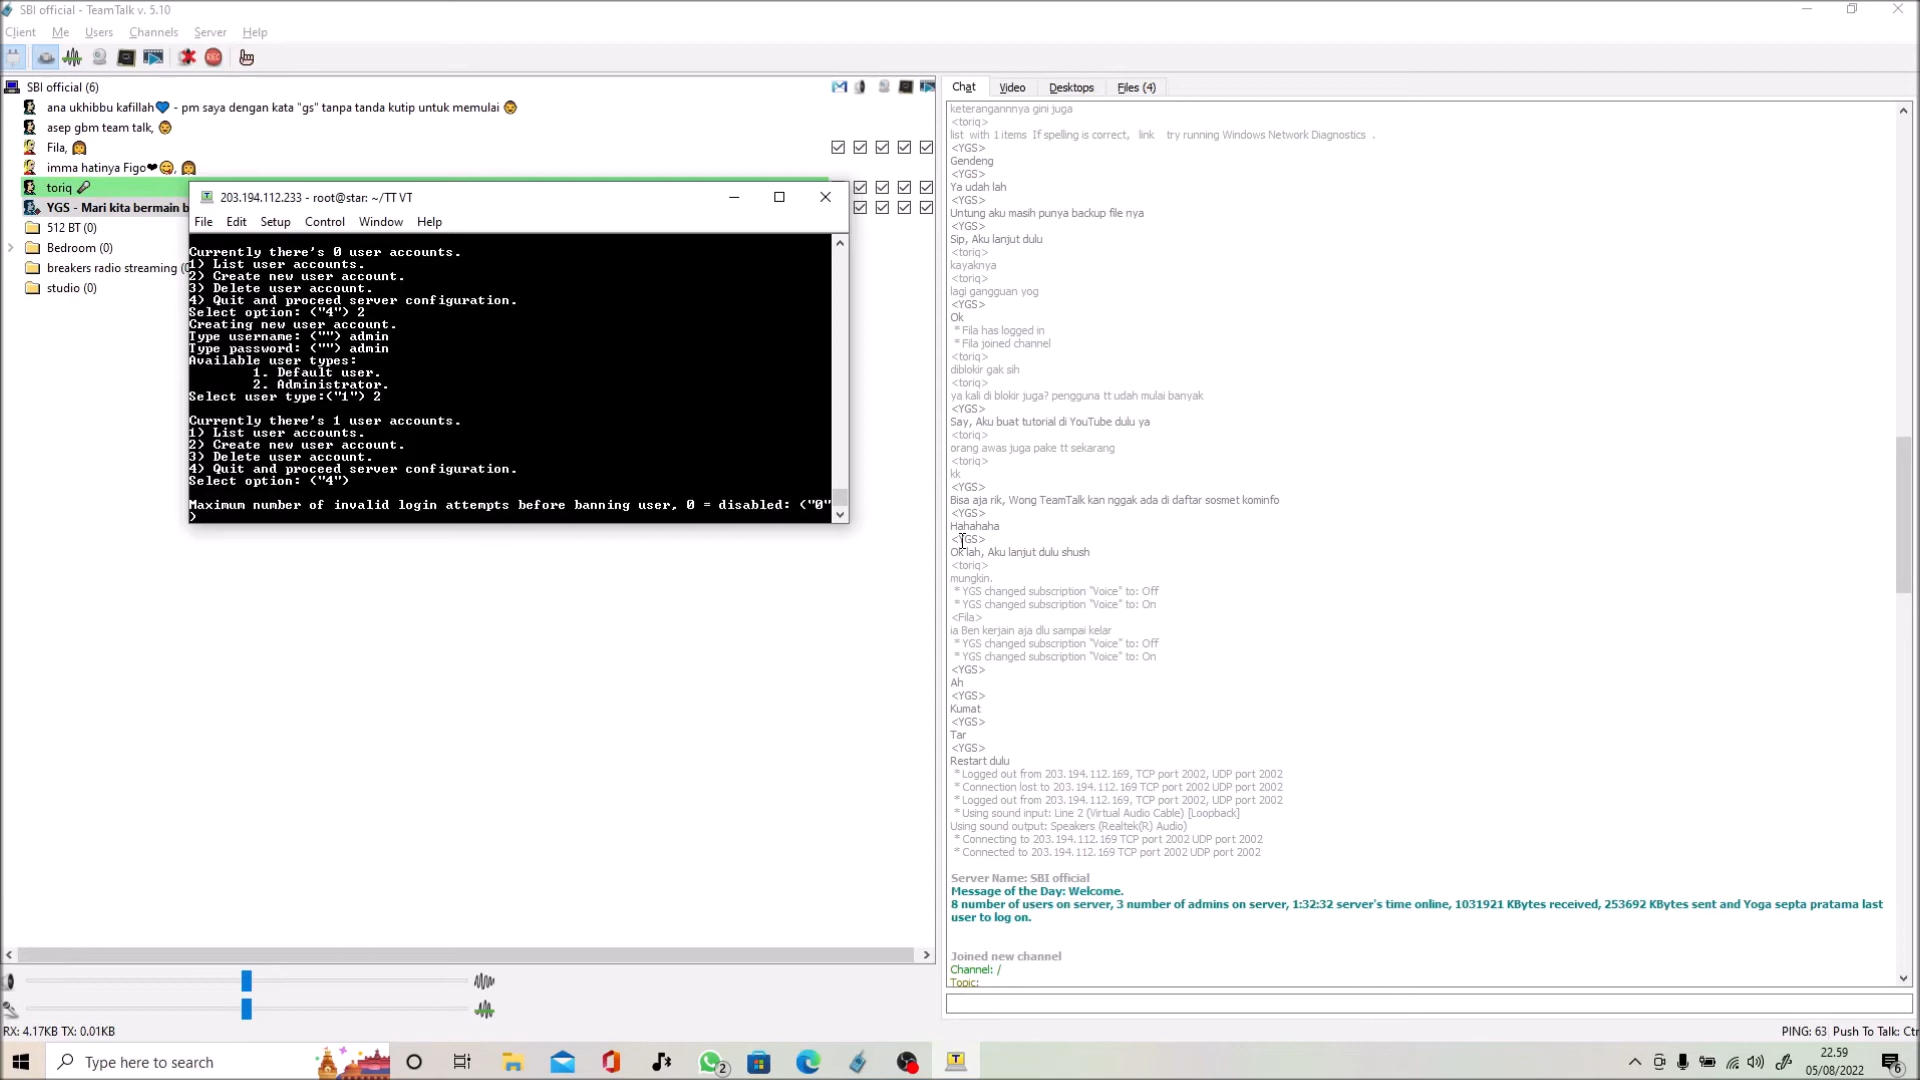 SBI official - TeamTalk v. 5.10
Client Me Users Channels Server Help
SBI official (6)
ana ukhibbu kafillah💙 - pm saya dengan kata "gs" tanpa tanda kutip untuk memulai
asep gbm team talk,
Fila,
imma hatinya Figo❤😋,
toriq
YGS - Mari kita bermain b
512 BT (0)
Bedroom (0)
breakers radio streaming (
studio (0)
203.194.112.233 - root@star: ~/TT VT
File Edit Setup Control Window Help
Currently there's 0 user accounts.
1) List user accounts.
2) Create new user account.
3) Delete user account.
4) Quit and proceed server configuration.
Select option: ("4") 2
Creating new user account.
Type username: ("") admin
Type password: ("") admin
Available user types:
1. Default user.
2. Administrator.
Select user type:("1") 2
Currently there's 1 user accounts.
1) List user accounts.
2) Create new user account.
3) Delete user account.
4) Quit and proceed server configuration.
Select option: ("4")
Maximum number of invalid login attempts before banning user, 0 = disabled: ("0"
)
Chat Video Desktops Files (4)
keterangannnya gini juga
<toriq>
list with 1 items If spelling is correct, link try running Windows Network Diagnostics .
<YGS>
Gendeng
<YGS>
Ya udah lah
<YGS>
Untung aku masih punya backup file nya
<YGS>
Sip, Aku lanjut dulu
<toriq>
kayaknya
<toriq>
lagi gangguan yog
<YGS>
Ok
* Fila has logged in
* Fila joined channel
<toriq>
diblokir gak sih
<toriq>
ya kali di blokir juga? pengguna tt udah mulai banyak
<YGS>
Say, Aku buat tutorial di YouTube dulu ya
<toriq>
orang awas juga pake tt sekarang
<toriq>
kk
<YGS>
Bisa aja rik, Wong TeamTalk kan nggak ada di daftar sosmet kominfo
<YGS>
Hahahaha
<YGS>
Ok lah, Aku lanjut dulu shush
<toriq>
mungkin.
* YGS changed subscription "Voice" to: Off
* YGS changed subscription "Voice" to: On
<Fila>
ia Ben kerjain aja dlu sampai kelar
* YGS changed subscription "Voice" to: Off
* YGS changed subscription "Voice" to: On
<YGS>
Ah
<YGS>
Kumat
<YGS>
Tar
<YGS>
Restart dulu
* Logged out from 203.194.112.169, TCP port 2002, UDP port 2002
* Connection lost to 203.194.112.169 TCP port 2002 UDP port 2002
* Logged out from 203.194.112.169, TCP port 2002, UDP port 2002
* Using sound input: Line 2 (Virtual Audio Cable) [Loopback]
Using sound output: Speakers (Realtek(R) Audio)
* Connecting to 203.194.112.169 TCP port 2002 UDP port 2002
* Connected to 203.194.112.169 TCP port 2002 UDP port 2002
Server Name: SBI official
Message of the Day: Welcome.
8 number of users on server, 3 number of admins on server, 1:32:32 server's time online, 1031921 KBytes received, 253692 KBytes sent and Yoga septa pratama last
user to log on.
Joined new channel
Channel: /
Topic:
RX: 4.17KB TX: 0.01KB
PING: 63 Push To Talk: Ctr
Type here to search
2
22.59
05/08/2022
6